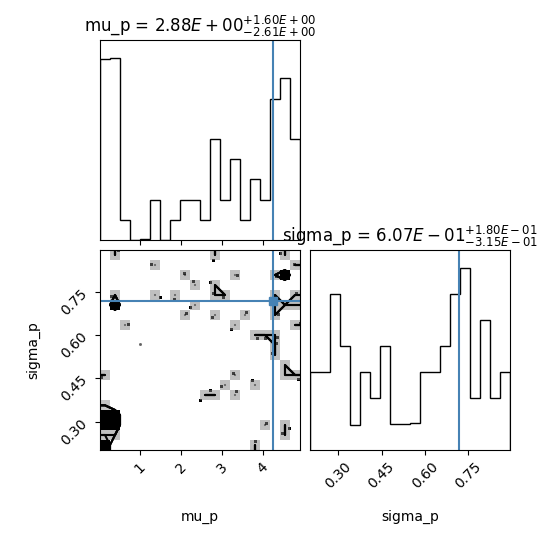 mu_p = 2.88E + 00+1.60E+00−2.61E+00
sigma_p = 6.07E − 01+1.80E−01−3.15E−01
sigma_p
0.75
0.60
0.45
0.30
1 2 3 4
0.30 0.45 0.60 0.75
mu_p
sigma_p